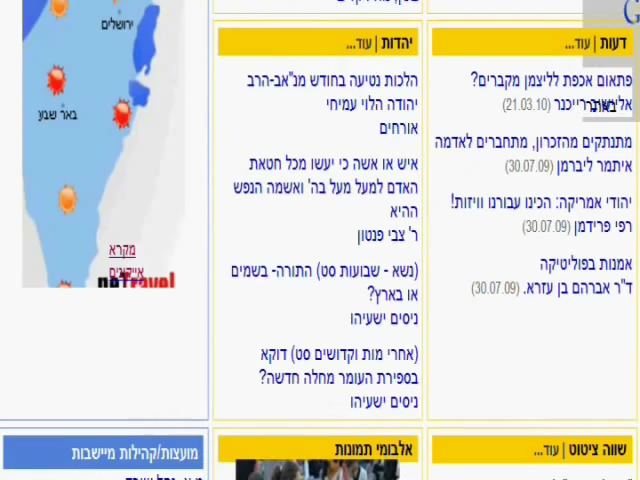 דעות | עוד...
פתאום אכפת לליצמן מקברים?
רייכנר (21.03.10)
באתר
מתנתקים מהזכרון, מתחברים לאדמה
איתמר ליברמן (30.07.09)
יהודי אמריקה: הכינו עבורנו וויזות!
רפי פרידמן (30.07.09)
אמנות בפוליטיקה
ד"ר אברהם בן עזרא. (30.07.09)
שווה ציטוט | עוד...
יהדות | עוד...
הלכות נטיעה בחודש מנ"אב-הרב
יהודה הלוי עמיחי
אורחים
איש או אשה כי יעשו מכל חטאת
האדם למעל מעל בה' ואשמה הנפש
ההיא
ר' צבי פנטון
(נשא - שבועות סט) התורה- בשמים
או בארץ?
ניסים ישעיהו
(אחרי מות וקדושים סט) דוקא
בספירת העומר מחלה חדשה?
ניסים ישעיהו
אלבומי תמונות
ירושלים
באר שבע
מקרא
אייקונים
netravel
מועצות/קהילות מיישבות